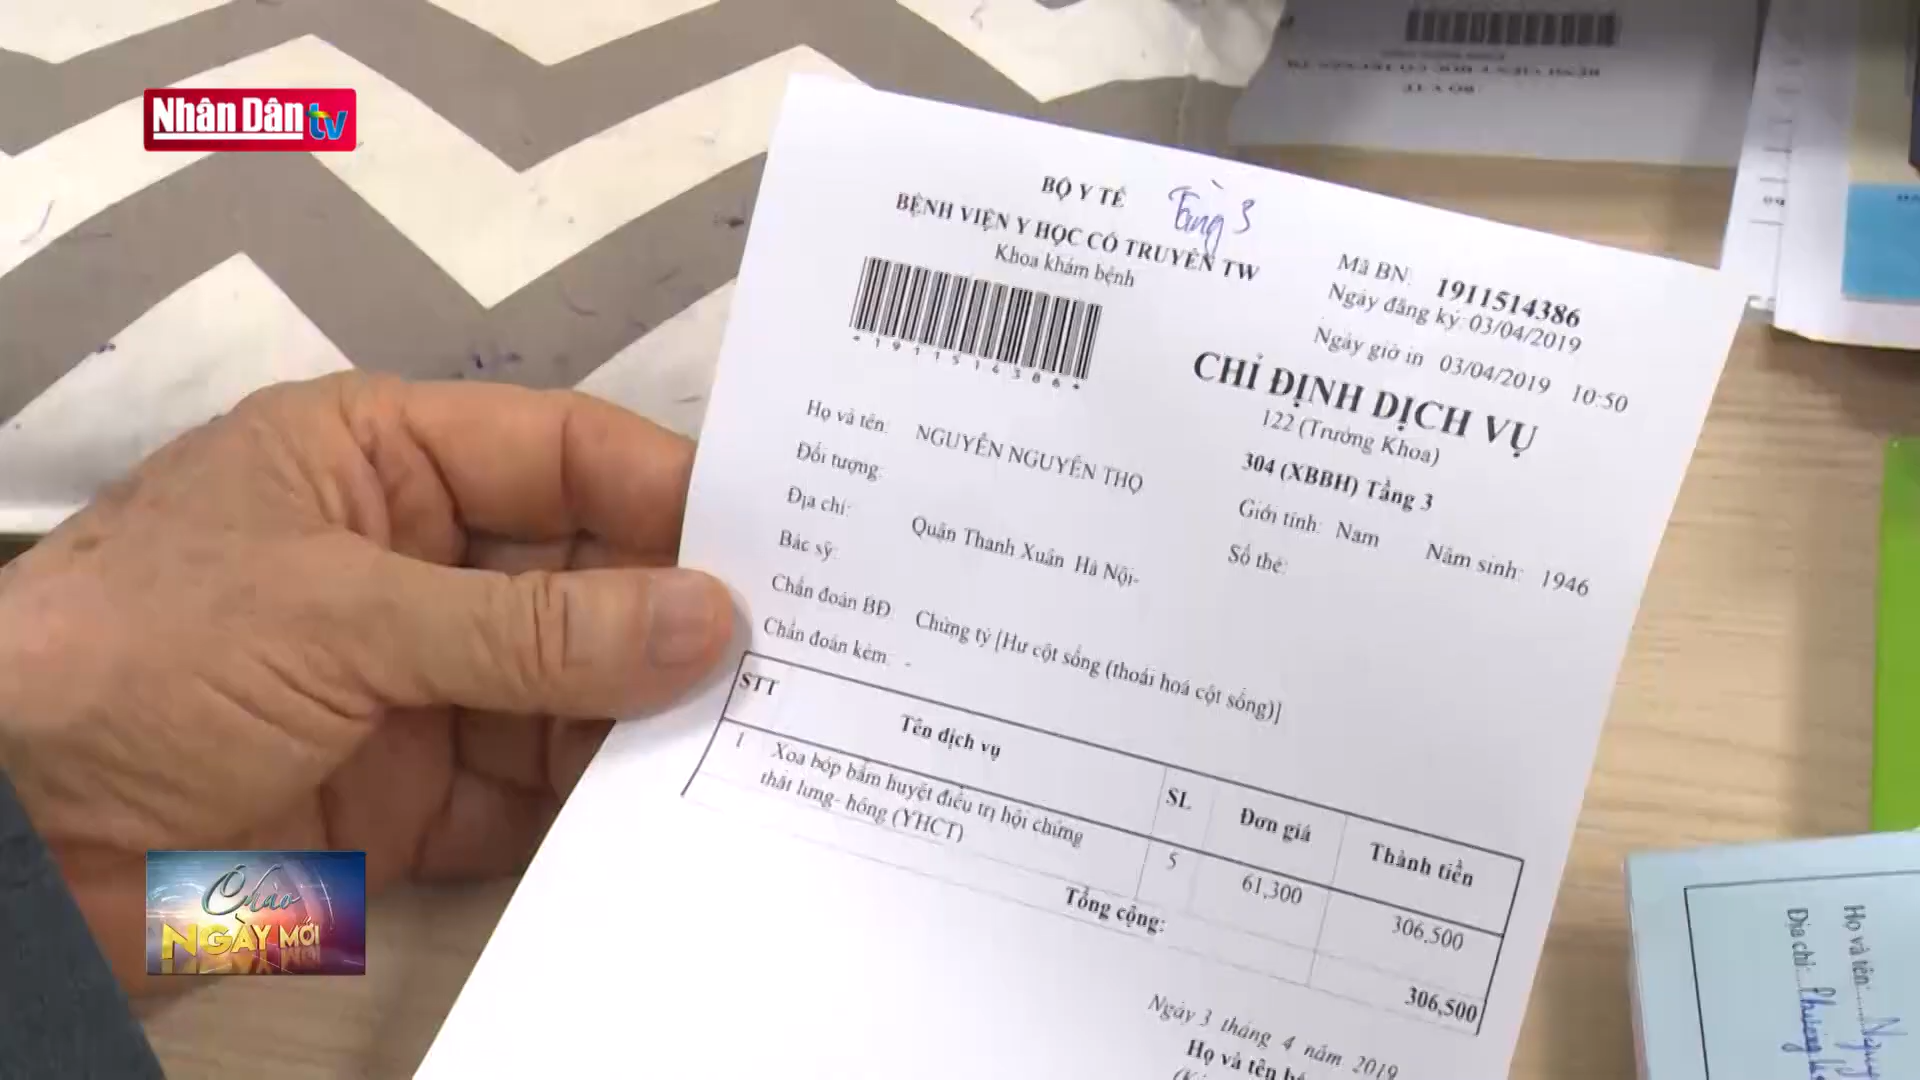 Nhân Dân tv
BỘ Y TẾ
Tầng 3
BỆNH VIỆN Y HỌC CỔ TRUYỀN TW
Khoa khám bệnh
*1911514386*
Mã BN: 1911514386
Ngày đăng ký: 03/04/2019
Ngày giờ in 03/04/2019 10:50
CHỈ ĐỊNH DỊCH VỤ
122 (Trưởng Khoa)
304 (XBBH) Tầng 3
Họ và tên: NGUYỄN NGUYÊN THỌ
Giới tính: Nam Năm sinh: 1946
Đối tượng:
Số thẻ:
Địa chỉ: Quận Thanh Xuân Hà Nội-
Bác sỹ:
Chẩn đoán BĐ: Chứng tý [Hư cột sống (thoái hoá cột sống)]
Chẩn đoán kèm: -
STT Tên dịch vụ SL Đơn giá Thành tiền
1 Xoa bóp bấm huyệt điều trị hội chứng
thắt lưng- hông (YHCT) 5 61,300 306,500
Tổng cộng: 306,500
Ngày 3 tháng 4 năm 2019
Họ và tên
Họ và tên:
Địa chỉ:
Chào
NGÀY MỚI